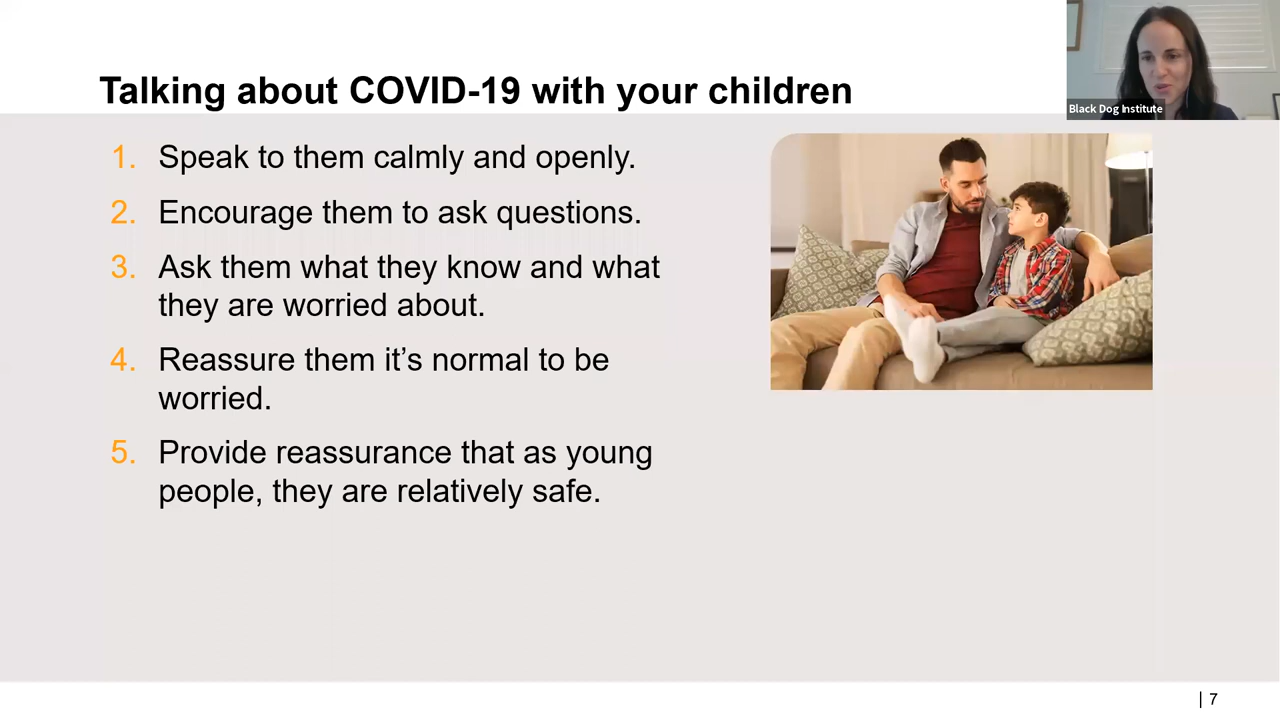 Talking about COVID-19 with your children
Black Dog Institute
1. Speak to them calmly and openly.
2. Encourage them to ask questions.
3. Ask them what they know and what
they are worried about.
4. Reassure them it’s normal to be
worried.
5. Provide reassurance that as young
people, they are relatively safe.
| 7